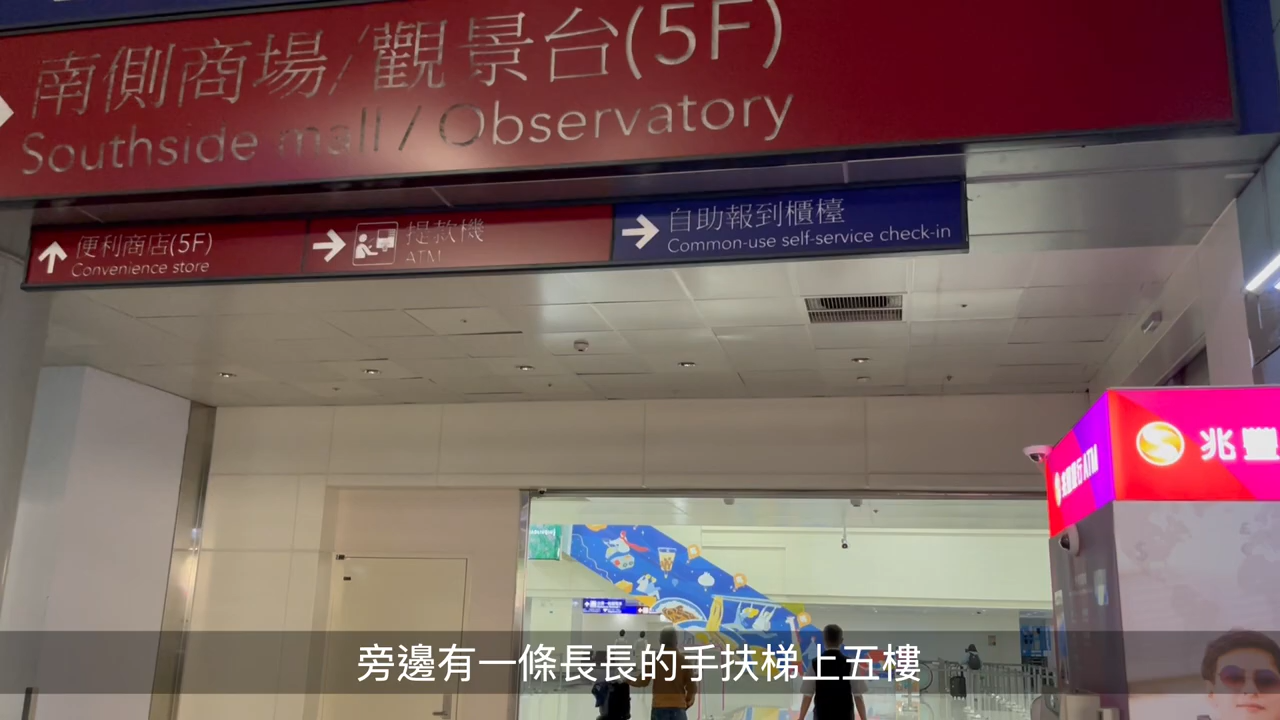 南側商場/觀景台(5F)
Southside mall / Observatory
便利商店(5F)
Convenience store
提款機
ATM
自助報到櫃檯
Common-use self-service check-in
兆豐
ATM
旁邊有一條長長的手扶梯上五樓